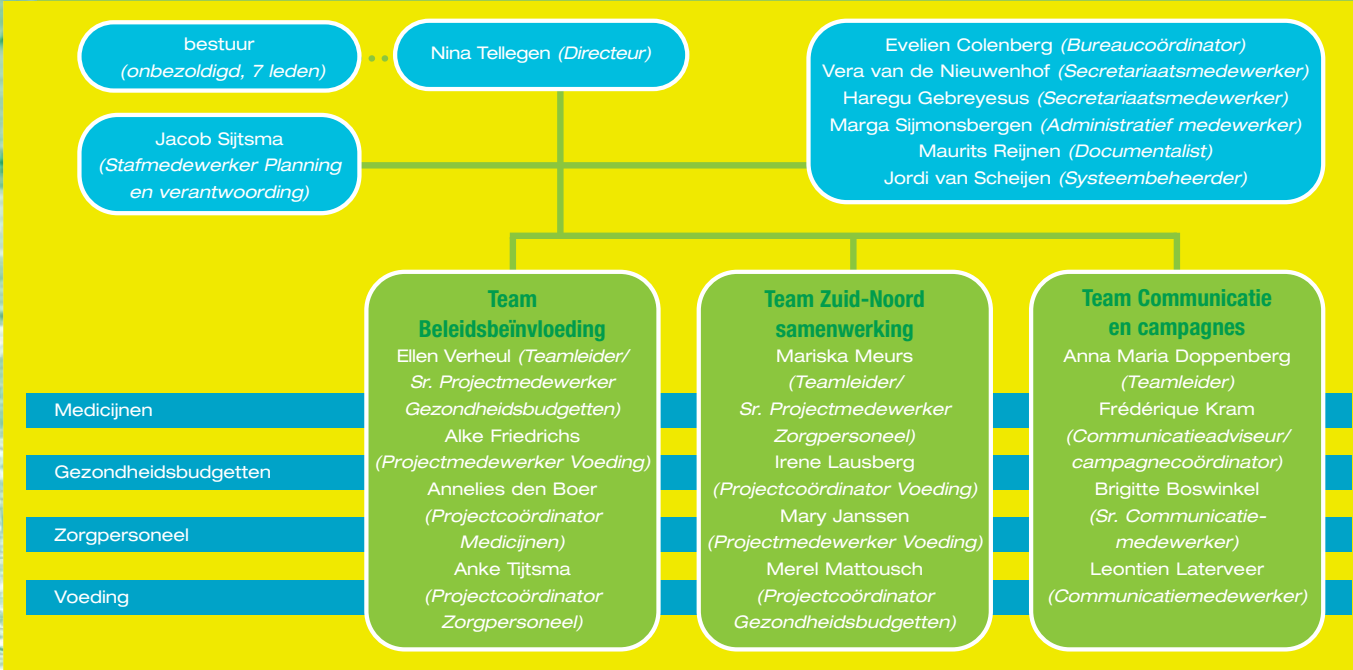 bestuur
(onbezoldigd, 7 leden)
Nina Tellegen (Directeur)
Evelien Colenberg (Bureaucoördinator)
Vera van de Nieuwenhof (Secretariaatsmedewerker)
Haregu Gebreyesus (Secretariaatsmedewerker)
Marga Sijmonsbergen (Administratief medewerker)
Maurits Reijnen (Documentalist)
Jordi van Scheijen (Systeembeheerder)
Jacob Sijtsma
(Stafmedewerker Planning
en verantwoording)
Team
Beleidsbeïnvloeding
Ellen Verheul (Teamleider/
Sr. Projectmedewerker
Gezondheidsbudgetten)
Alke Friedrichs
(Projectmedewerker Voeding)
Annelies den Boer
(Projectcoördinator
Medicijnen)
Anke Tijtsma
(Projectcoördinator
Zorgpersoneel)
Team Zuid-Noord
samenwerking
Mariska Meurs
(Teamleider/
Sr. Projectmedewerker
Zorgpersoneel)
Irene Lausberg
(Projectcoördinator Voeding)
Mary Janssen
(Projectmedewerker Voeding)
Merel Mattousch
(Projectcoördinator
Gezondheidsbudgetten)
Team Communicatie
en campagnes
Anna Maria Doppenberg
(Teamleider)
Frédérique Kram
(Communicatieadviseur/
campagnecoördinator)
Brigitte Boswinkel
(Sr. Communicatie-
medewerker)
Leontien Laterveer
(Communicatiemedewerker)
Medicijnen
Gezondheidsbudgetten
Zorgpersoneel
Voeding